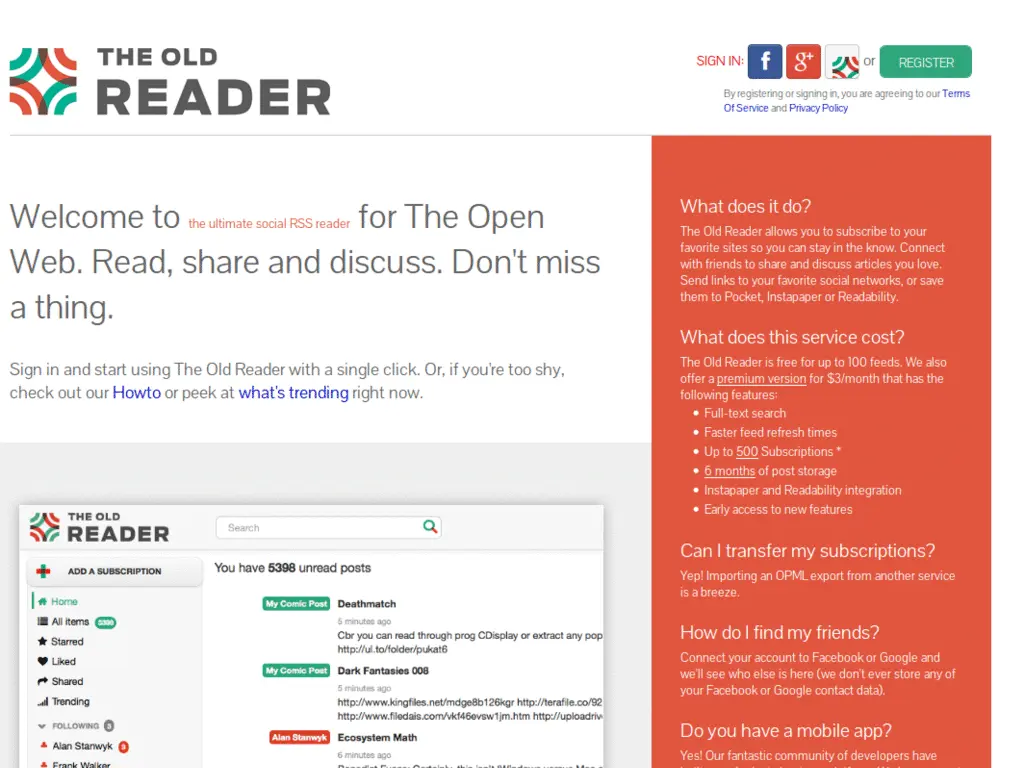 THE OLD
READER
SIGN IN:
f
g+
or
REGISTER
By registering or signing in, you are agreeing to our Terms
Of Service and Privacy Policy
Welcome to the ultimate social RSS reader for The Open
Web. Read, share and discuss. Don't miss
a thing.
Sign in and start using The Old Reader with a single click. Or, if you're too shy,
check out our Howto or peek at what's trending right now.
THE OLD
READER
Search
ADD A SUBSCRIPTION
You have 5398 unread posts
Home
All items 5398
Starred
Liked
Shared
Trending
FOLLOWING 3
Alan Stanwyk 3
Frank Walker
My Comic Post Deathmatch
5 minutes ago
Cbr you can read through prog CDisplay or extract any pop
http://ul.to/folder/pukat6
My Comic Post Dark Fantasies 008
5 minutes ago
http://www.kingfiles.net/mdge8b126kgr http://terafile.co/92
http://www.filedais.com/vkf46evsw1jm.htm http://uploadriv
Alan Stanwyk Ecosystem Math
6 minutes ago
What does it do?
The Old Reader allows you to subscribe to your
favorite sites so you can stay in the know. Connect
with friends to share and discuss articles you love.
Send links to your favorite social networks, or save
them to Pocket, Instapaper or Readability.
What does this service cost?
The Old Reader is free for up to 100 feeds. We also
offer a premium version for $3/month that has the
following features:
Full-text search
Faster feed refresh times
Up to 500 Subscriptions *
6 months of post storage
Instapaper and Readability integration
Early access to new features
Can I transfer my subscriptions?
Yep! Importing an OPML export from another service
is a breeze.
How do I find my friends?
Connect your account to Facebook or Google and
we'll see who else is here (we don't ever store any of
your Facebook or Google contact data).
Do you have a mobile app?
Yes! Our fantastic community of developers have